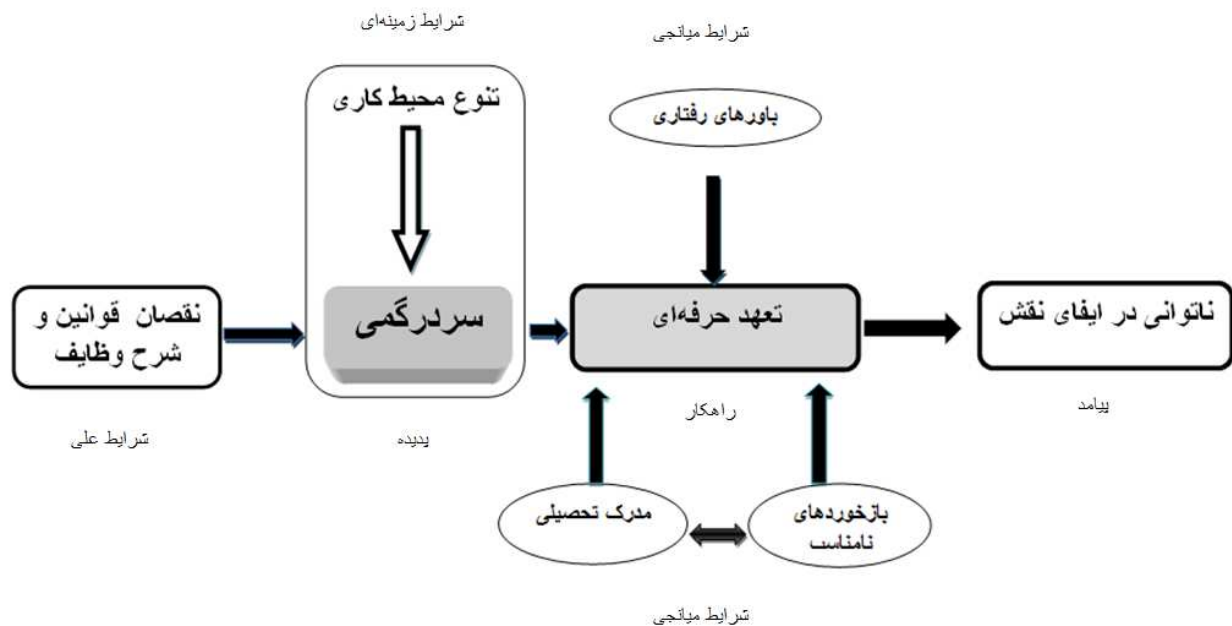 شرایط زمینه‌ای
شرایط میانجی
تنوع محیط کاری
باورهای رفتاری
نقصان قوانین و
شرح وظایف
سردرگمی
تعهد حرفه‌ای
ناتوانی در ایفای نقش
شرایط علی
پدیده
راهکار
پیامد
مدرک تحصیلی
بازخوردهای
نامناسب
شرایط میانجی